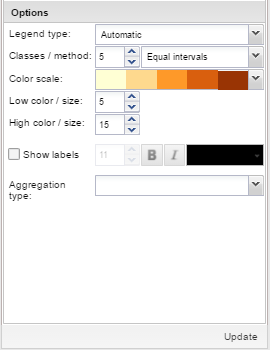 Options
Legend type: Automatic
Classes / method: 5 Equal intervals
Color scale:
Low color / size: 5
High color / size: 15
Show labels 11 B I
Aggregation
type:
Update